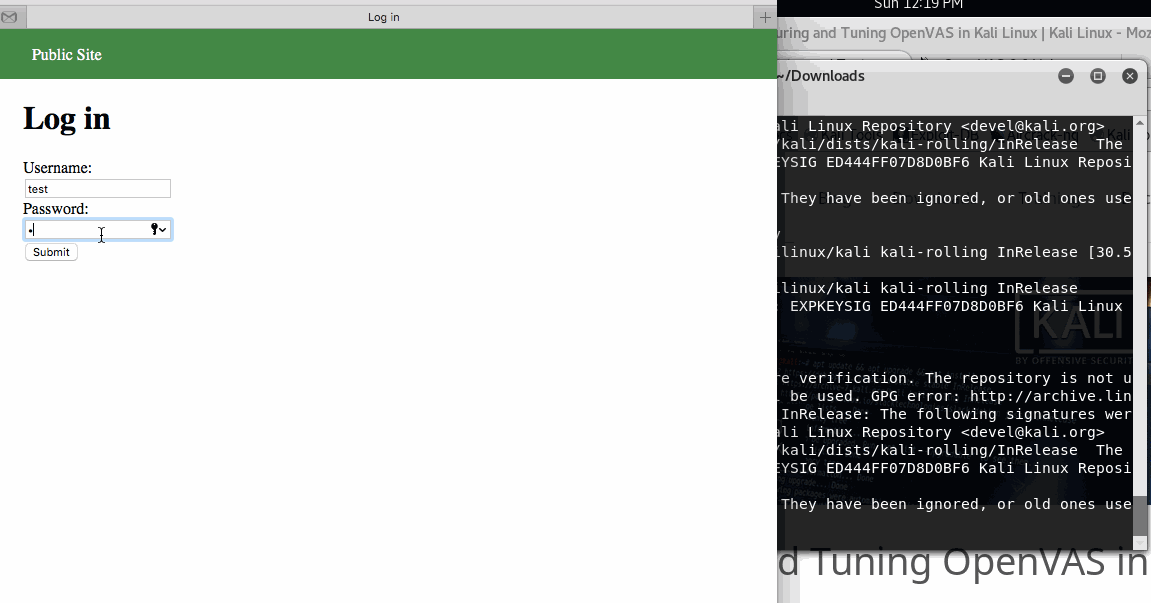 Log in
Public Site
Log in
Username:
test
Password:
Submit
Sun 12:19 PM
uring and Tuning OpenVAS in Kali Linux | Kali Linux - Moz
~/Downloads
ali Linux Repository <devel@kali.org>
/kali/dists/kali-rolling/InRelease  The
EYSIG ED444FF07D8D0BF6 Kali Linux Reposi
They have been ignored, or old ones use
y
linux/kali kali-rolling InRelease [30.5
linux/kali kali-rolling InRelease
: EXPKEYSIG ED444FF07D8D0BF6 Kali Linux
re verification. The repository is not u
l be used. GPG error: http://archive.lin
InRelease: The following signatures wer
ali Linux Repository <devel@kali.org>
/kali/dists/kali-rolling/InRelease  The
EYSIG ED444FF07D8D0BF6 Kali Linux Reposi
They have been ignored, or old ones use
KALI
BY OFFENSIVE SECURIT
d Tuning OpenVAS in